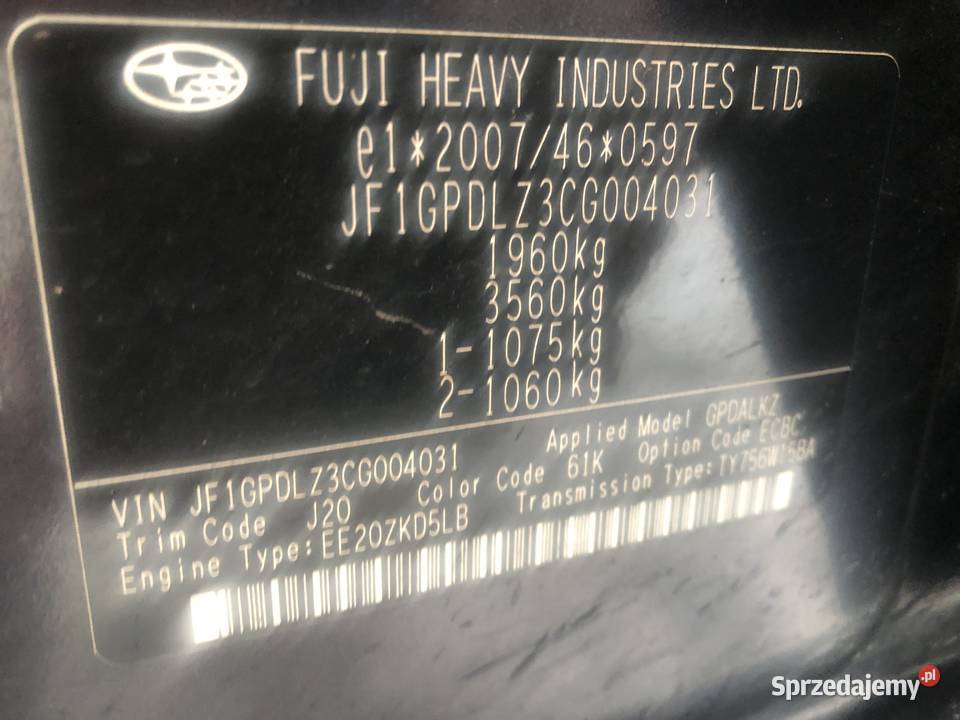 FUJI HEAVY INDUSTRIES LTD.
e1*2007/46*0597
JF1GPDLZ3CG004031
1960kg
3560kg
1-1075kg
2-1060kg
VIN JF1GPDLZ3CG004031 Applied Model GPDALKZ
Trim Code J20 Color Code 61K Option Code ECBC
Engine Type:EE20ZKD5LB Transmission Type:TY756W15BA
Sprzedajemy.pl